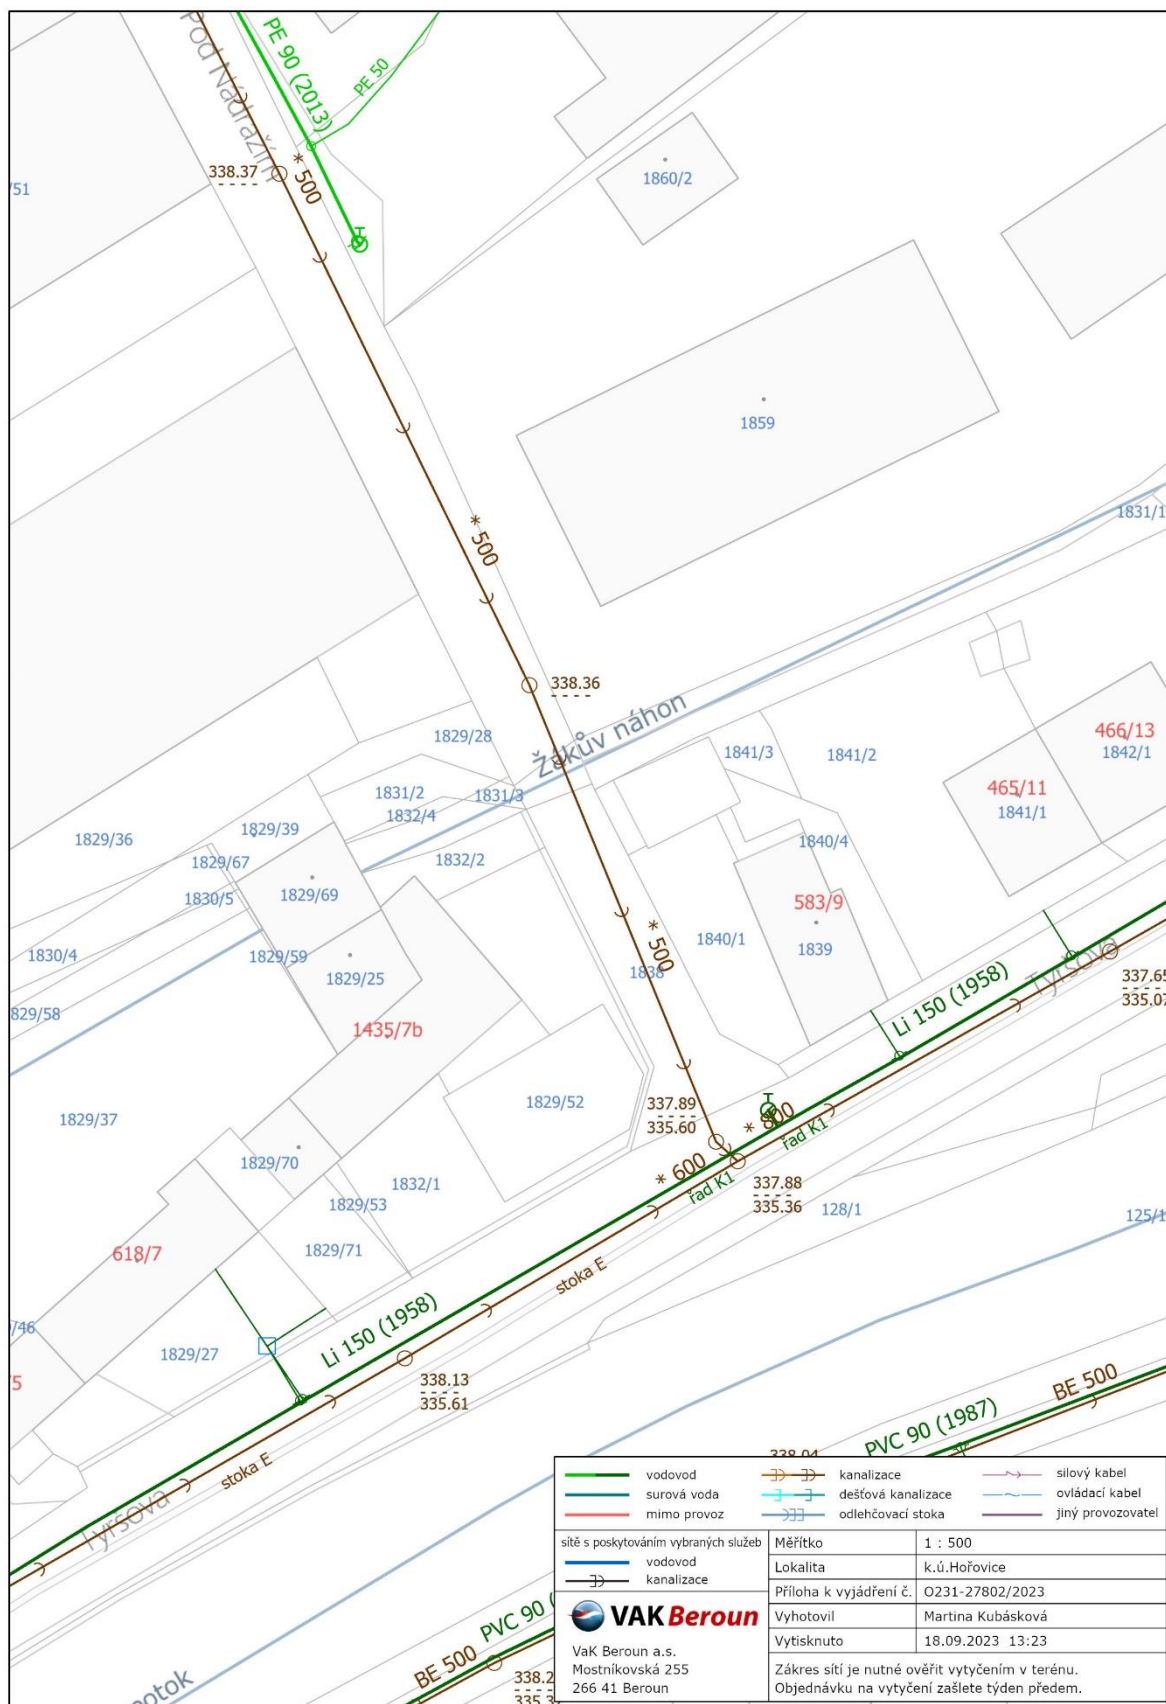 Pod Nádražím
PE 90 (2013)
PE 50
338.37
* 500
/51
1860/2
1859
* 500
1831/1
338.36
Žákův náhon
1829/28
1841/3
1841/2
466/13
1842/1
465/11
1841/1
1831/2
1831/3
1832/4
1829/36
1829/39
1829/67
1832/2
1840/4
1830/5
1829/69
583/9
1839
1840/1
* 500
1838
1830/4
1829/59
1829/25
Tyršova
337.65
335.07
1829/58
1435/7b
Li 150 (1958)
1829/37
1829/52
337.89
335.60
* 800
řad K1
1829/70
* 600
řad K1
337.88
335.36
1832/1
1829/53
128/1
125/1
1829/71
618/7
stoka E
/46
1829/27
Li 150 (1958)
/5
338.13
335.61
BE 500
PVC 90 (1987)
338.04
stoka E
Tyršova
PVC 90 (
BE 500
338.2
335.3
potok
vodovod
surová voda
mimo provoz
kanalizace
dešťová kanalizace
odlehčovací stoka
silový kabel
ovládací kabel
jiný provozovatel
sítě s poskytováním vybraných služeb
vodovod
kanalizace
VAK Beroun
VaK Beroun a.s.
Mostníkovská 255
266 41 Beroun
Měřítko 1 : 500
Lokalita k.ú.Hořovice
Příloha k vyjádření č. O231-27802/2023
Vyhotovil Martina Kubásková
Vytisknuto 18.09.2023 13:23
Zákres sítí je nutné ověřit vytyčením v terénu.
Objednávku na vytyčení zašlete týden předem.